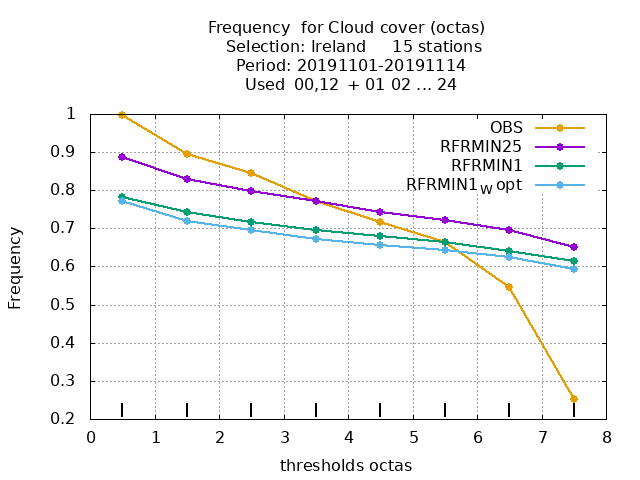 Frequency  for Cloud cover (octas)
Selection: Ireland     15 stations
Period: 20191101-20191114
Used  00,12  + 01 02 ... 24
1
0.9
0.8
0.7
0.6
0.5
0.4
0.3
0.2
Frequency
OBS
RFRMIN25
RFRMIN1
RFRMIN1w opt
0 1 2 3 4 5 6 7 8
thresholds octas